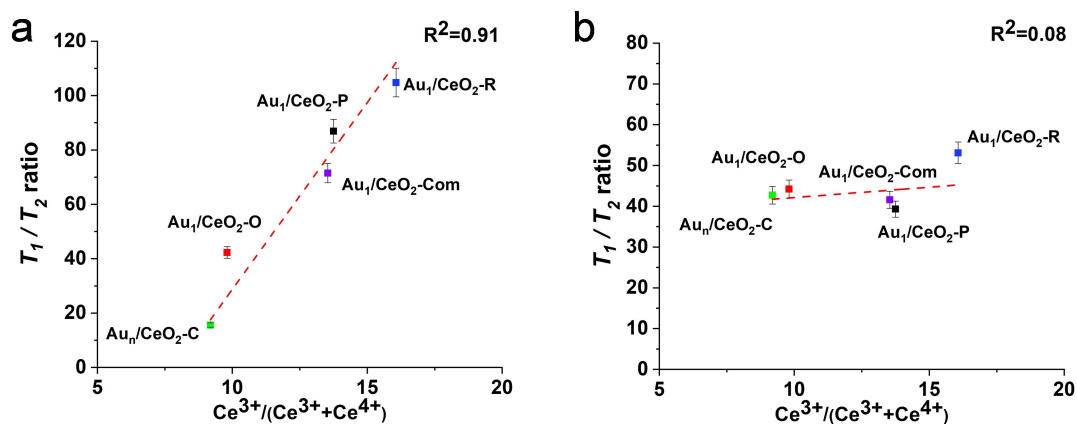 a
R²=0.91
120
100
80
60
40
20
0
T₁ / T₂ ratio
Au₁/CeO₂-R
Au₁/CeO₂-P
Au₁/CeO₂-Com
Au₁/CeO₂-O
Auₙ/CeO₂-C
5
10
15
20
Ce³⁺/(Ce³⁺+Ce⁴⁺)
b
R²=0.08
80
70
60
50
40
30
20
10
0
T₁ / T₂ ratio
Au₁/CeO₂-R
Au₁/CeO₂-O
Au₁/CeO₂-Com
Auₙ/CeO₂-C
Au₁/CeO₂-P
5
10
15
20
Ce³⁺/(Ce³⁺+Ce⁴⁺)